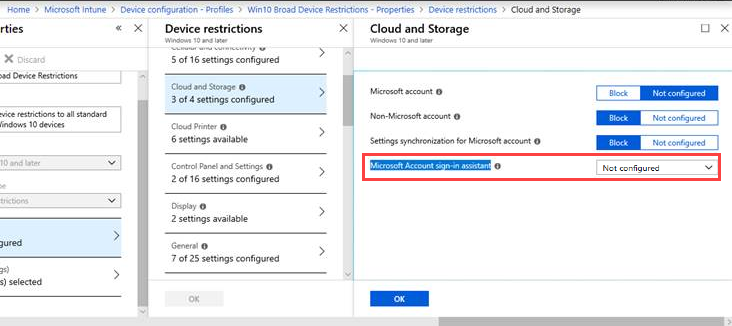 Home > Microsoft Intune > Device configuration - Profiles > Win10 Broad Device Restrictions - Properties > Device restrictions > Cloud and Storage
rties
Discard
oad Device Restrictions
evice restrictions to all standard
indows 10 devices
10 and later
pe
trictions
gured
gs)
s) selected
Device restrictions
Windows 10 and later
Cellular and connectivity
5 of 16 settings configured
Cloud and Storage
3 of 4 settings configured
Cloud Printer
6 settings available
Control Panel and Settings
2 of 16 settings configured
Display
2 settings available
General
7 of 25 settings configured
OK
Cloud and Storage
Windows 10 and later
Microsoft account Block Not configured
Non-Microsoft account Block Not configured
Settings synchronization for Microsoft account Block Not configured
Microsoft Account sign-in assistant Not configured
OK